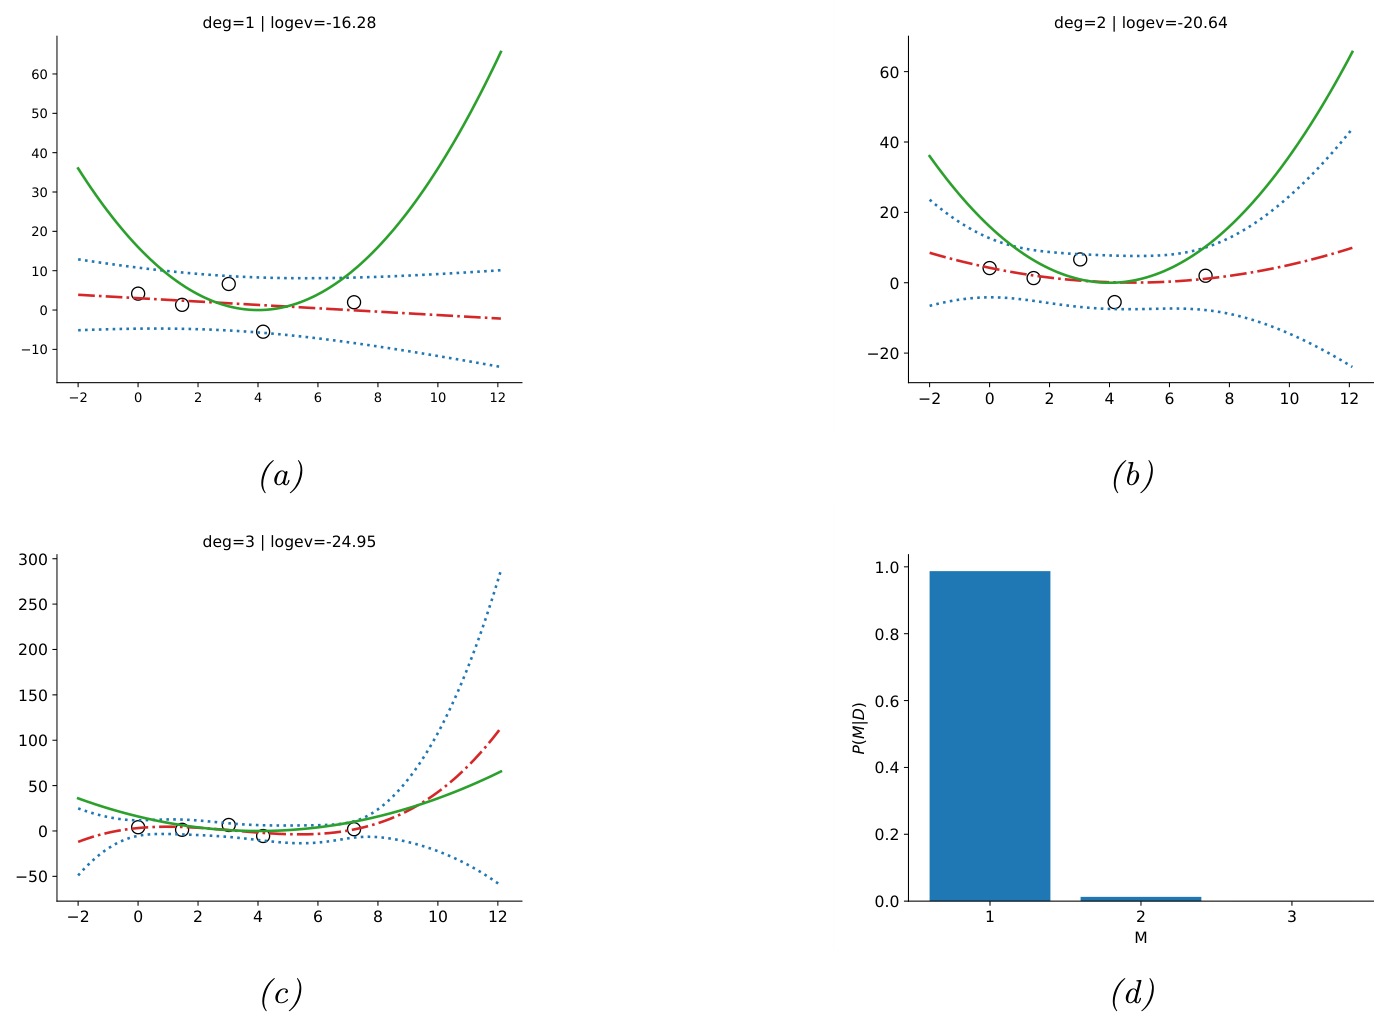 deg=1 | logev=-16.28
60
50
40
30
20
10
0
−10
−2 0 2 4 6 8 10 12
(a)
deg=2 | logev=-20.64
60
40
20
0
−20
−2 0 2 4 6 8 10 12
(b)
deg=3 | logev=-24.95
300
250
200
150
100
50
0
−50
−2 0 2 4 6 8 10 12
(c)
1.0
0.8
0.6
0.4
0.2
0.0
P(M|D)
1 2 3
M
(d)